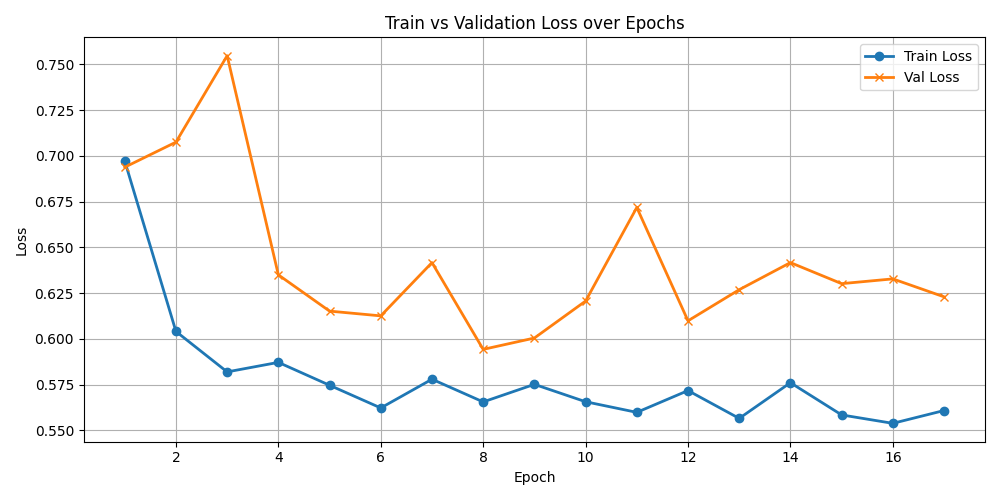 Train vs Validation Loss over Epochs
Train Loss
Val Loss
Loss
0.750
0.725
0.700
0.675
0.650
0.625
0.600
0.575
0.550
2 4 6 8 10 12 14 16
Epoch